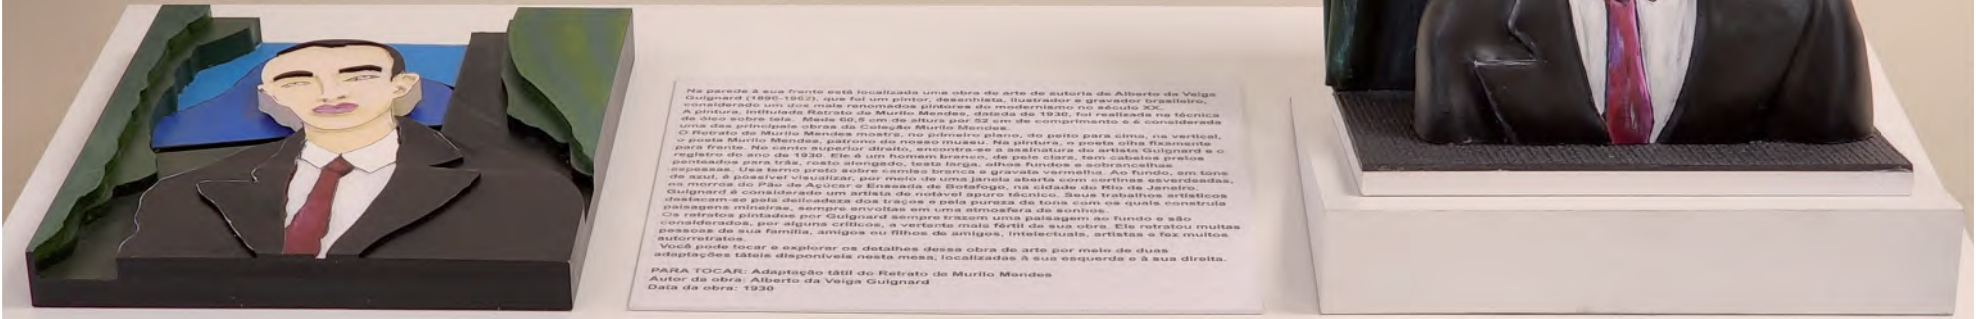 Na parede à sua frente está localizada uma obra de arte de autoria de Alberto da Veiga
Guignard (1896-1962), que foi um pintor, desenhista, ilustrador e gravador brasileiro,
considerado um dos mais renomados pintores do modernismo no século XX.
A pintura, intitulada Retrato de Murilo Mendes, datada de 1930, foi realizada na técnica
de óleo sobre tela. Mede 60,5 cm de altura por 52 cm de comprimento e é considerada
uma das principais obras da Coleção Murilo Mendes.
O Retrato de Murilo Mendes mostra, no primeiro plano, do peito para cima, na vertical,
o poeta Murilo Mendes, patrono do nosso museu. Na pintura, o poeta olha fixamente
para frente. No canto superior direito, encontra-se a assinatura do artista Guignard e o
registro do ano de 1930. Ele é um homem branco, de pele clara, tem cabelos pretos
penteados para trás, rosto alongado, testa larga, olhos fundos e sobrancelhas
espessas. Usa terno preto sobre camisa branca e gravata vermelha. Ao fundo, em tons
de azul, é possível visualizar, por meio de uma janela aberta com cortinas esverdeadas,
os morros do Pão de Açúcar e Enseada de Botafogo, na cidade do Rio de Janeiro.
Guignard é considerado um artista de notável apuro técnico. Seus trabalhos artísticos
destacam-se pela delicadeza dos traços e pela pureza de tons com os quais construía
paisagens mineiras, sempre envoltas em uma atmosfera de sonhos.
Os retratos pintados por Guignard sempre trazem uma paisagem ao fundo e são
considerados, por alguns críticos, a vertente mais fértil de sua obra. Ele retratou muitas
pessoas de sua família, amigos ou filhos de amigos, intelectuais, artistas e fez muitos
autorretratos.
Você pode tocar e explorar os detalhes dessa obra de arte por meio de duas
adaptações táteis disponíveis nesta mesa, localizadas à sua esquerda e à sua direita.
PARA TOCAR: Adaptação tátil do Retrato de Murilo Mendes
Autor da obra: Alberto da Veiga Guignard
Data da obra: 1930